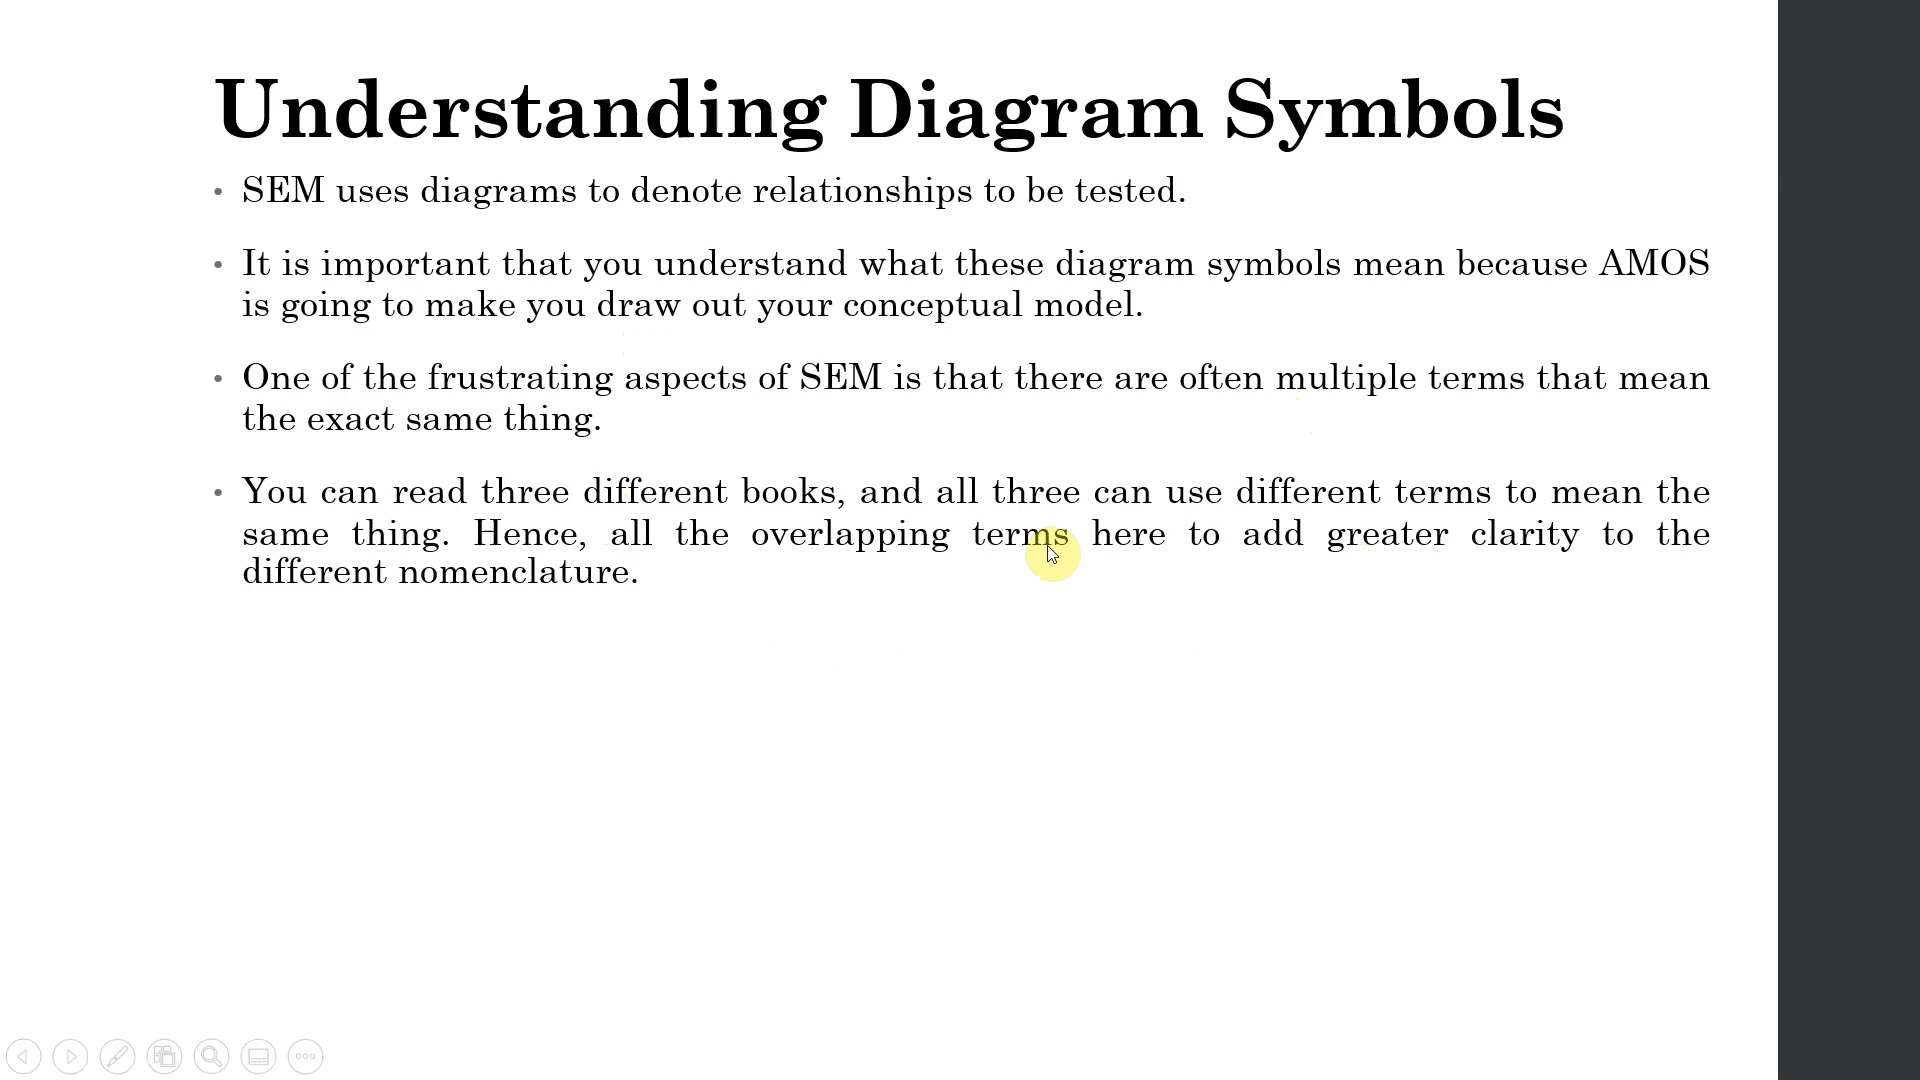 Understanding Diagram Symbols
• SEM uses diagrams to denote relationships to be tested.
• It is important that you understand what these diagram symbols mean because AMOS
is going to make you draw out your conceptual model.
• One of the frustrating aspects of SEM is that there are often multiple terms that mean
the exact same thing.
• You can read three different books, and all three can use different terms to mean the
same thing. Hence, all the overlapping terms here to add greater clarity to the
different nomenclature.